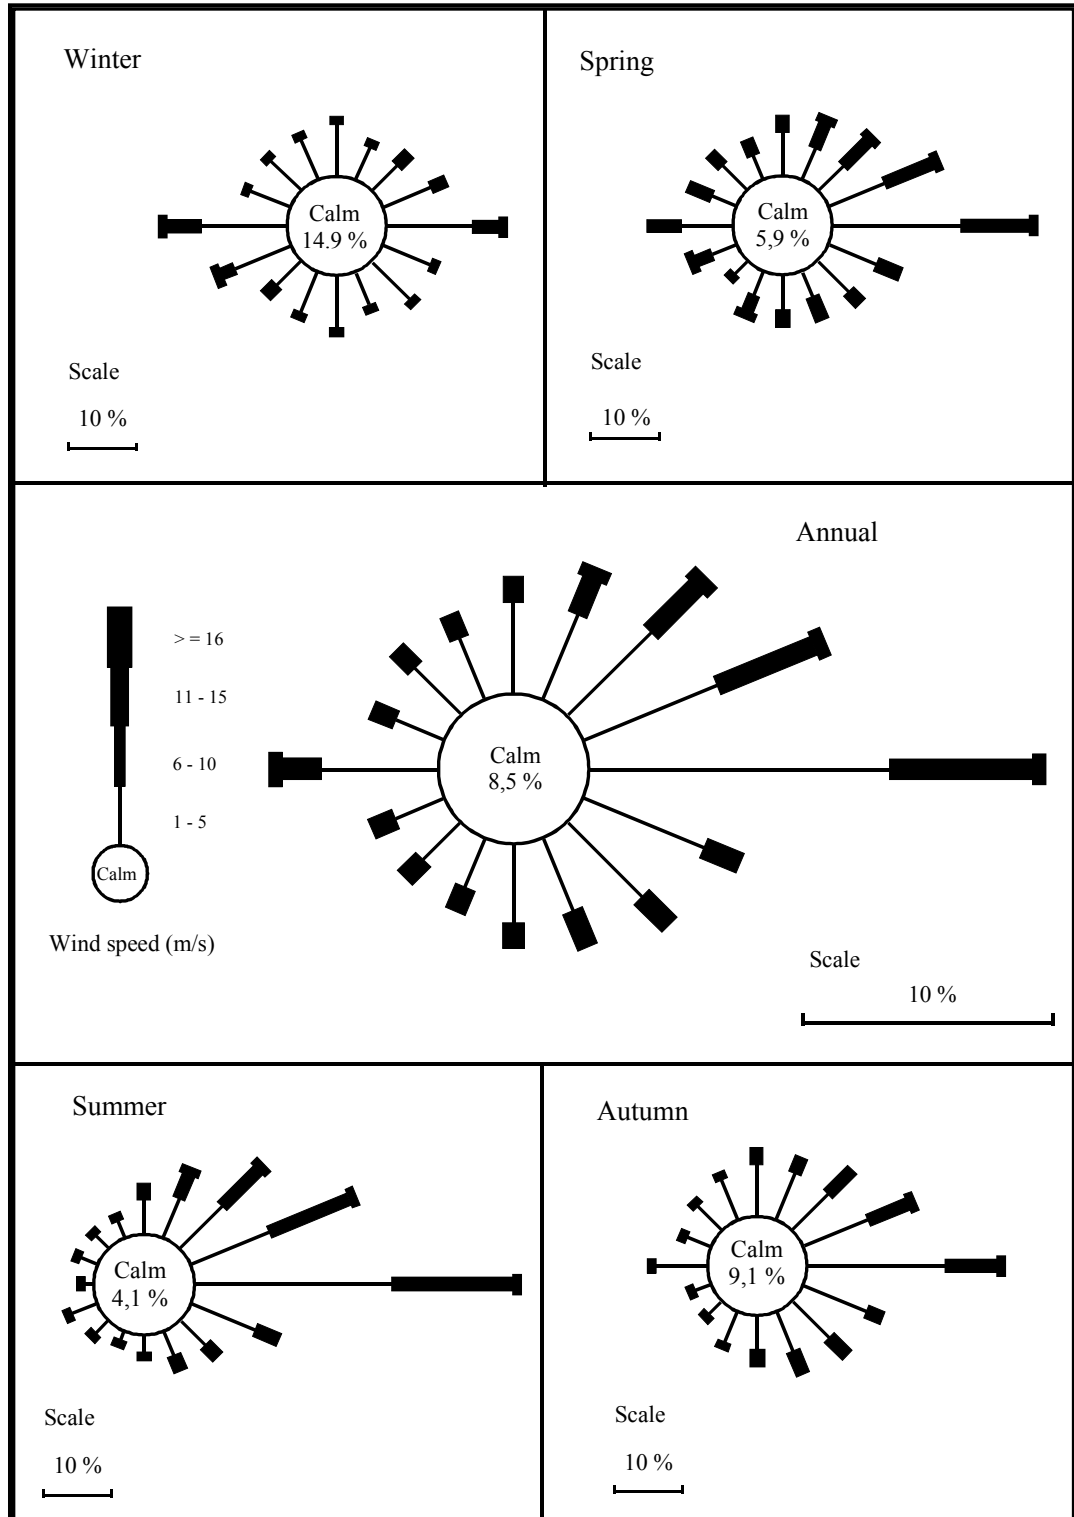 Winter
Calm
14.9 %
Scale
10 %
Spring
Calm
5,9 %
Scale
10 %
Annual
> = 16
11 - 15
6 - 10
1 - 5
Calm
Wind speed (m/s)
Calm
8,5 %
Scale
10 %
Summer
Calm
4,1 %
Scale
10 %
Autumn
Calm
9,1 %
Scale
10 %